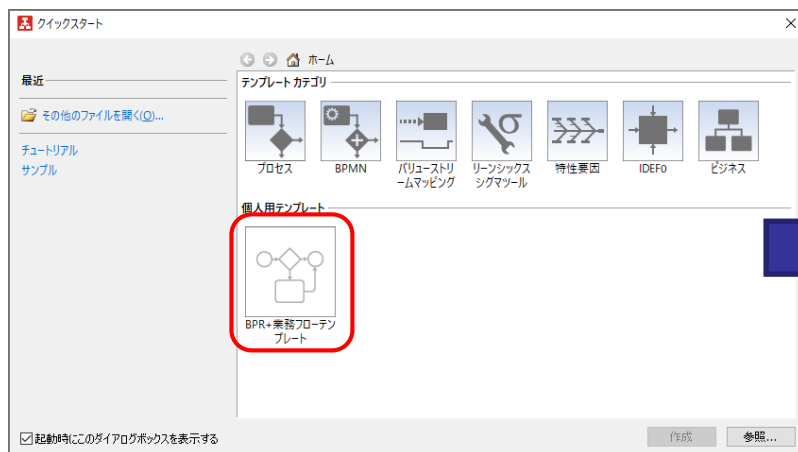 クイックスタート
ホーム
最近
その他のファイルを開く(O)...
チュートリアル
サンプル
テンプレート カテゴリ
プロセス
BPMN
バリューストリ
ームマッピング
リーンシックス
シグマツール
特性要因
IDEF0
ビジネス
個人用テンプレート
BPR+業務フローテン
プレート
起動時にこのダイアログボックスを表示する
作成
参照...